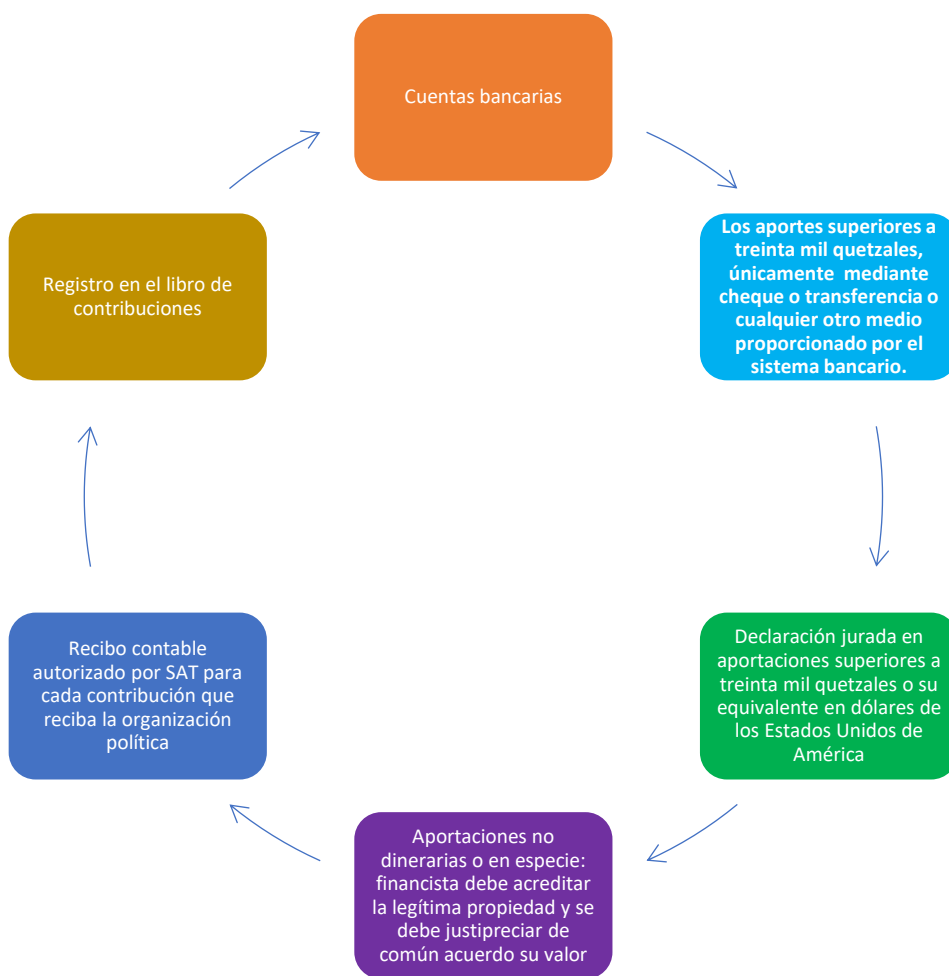 Cuentas bancarias
Los aportes superiores a
treinta mil quetzales,
únicamente mediante
cheque o transferencia o
cualquier otro medio
proporcionado por el
sistema bancario.
Declaración jurada en
aportaciones superiores a
treinta mil quetzales o su
equivalente en dólares de
los Estados Unidos de
América
Aportaciones no
dinerarias o en especie:
financista debe acreditar
la legítima propiedad y se
debe justipreciar de
común acuerdo su valor
Recibo contable
autorizado por SAT para
cada contribución que
reciba la organización
política
Registro en el libro de
contribuciones